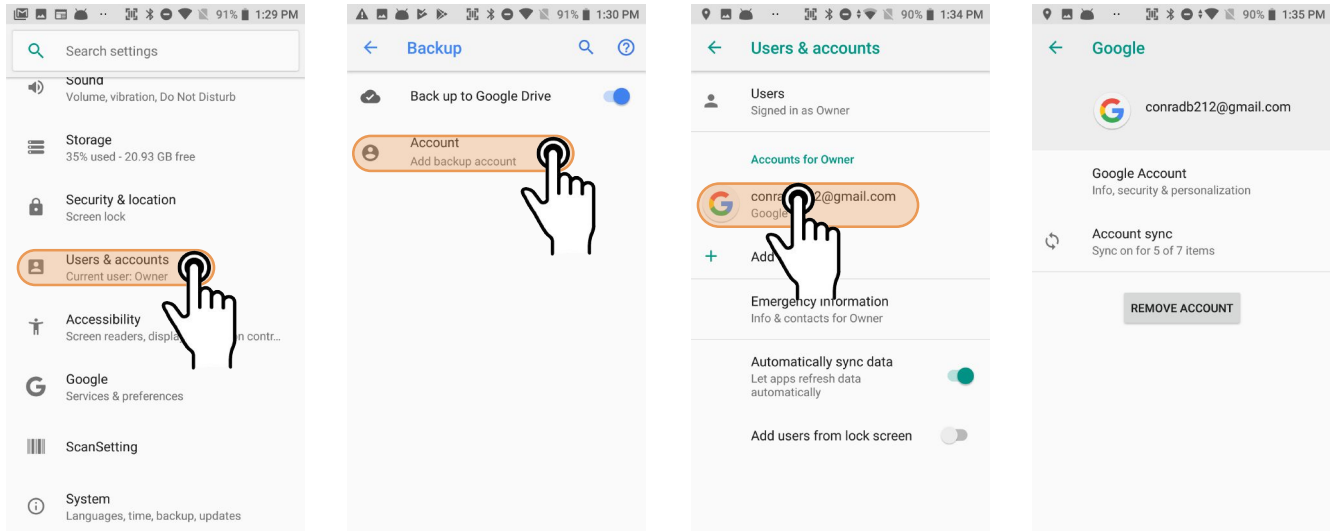 91% 1:29 PM
Search settings
Sound
Volume, vibration, Do Not Disturb
Storage
35% used - 20.93 GB free
Security & location
Screen lock
Users & accounts
Current user: Owner
Accessibility
Screen readers, displa n contr...
Google
Services & preferences
ScanSetting
System
Languages, time, backup, updates
91% 1:30 PM
Backup
Back up to Google Drive
Account
Add backup account
90% 1:34 PM
Users & accounts
Users
Signed in as Owner
Accounts for Owner
conra 2@gmail.com
Google
Add
Emergency information
Info & contacts for Owner
Automatically sync data
Let apps refresh data
automatically
Add users from lock screen
90% 1:35 PM
Google
conradb212@gmail.com
Google Account
Info, security & personalization
Account sync
Sync on for 5 of 7 items
REMOVE ACCOUNT